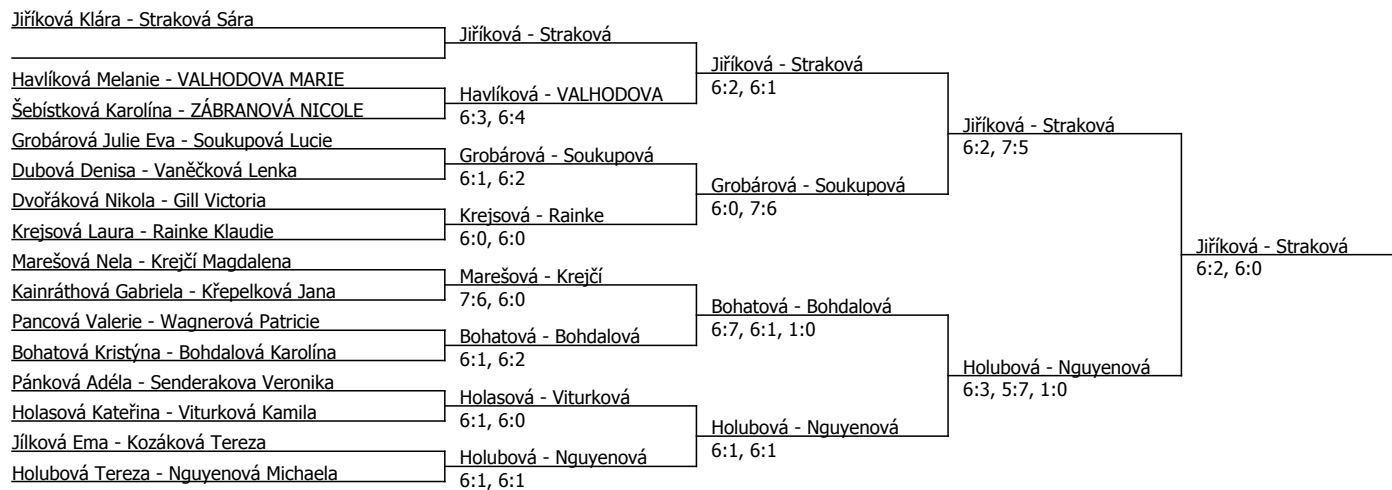 Jiříková Klára - Straková Sára
Havlíková Melanie - VALHODOVA MARIE
Šebístková Karolína - ZÁBRANOVÁ NICOLE
Grobárová Julie Eva - Soukupová Lucie
Dubová Denisa - Vaněčková Lenka
Dvořáková Nikola - Gill Victoria
Krejsová Laura - Rainke Klaudie
Marešová Nela - Krejčí Magdalena
Kainráthová Gabriela - Křepelková Jana
Pancová Valerie - Wagnerová Patricie
Bohatová Kristýna - Bohdalová Karolína
Pánková Adéla - Senderakova Veronika
Holasová Kateřina - Viturková Kamila
Jílková Ema - Kozáková Tereza
Holubová Tereza - Nguyenová Michaela
Jiříková - Straková
Havlíková - VALHODOVA
6:3, 6:4
Grobárová - Soukupová
6:1, 6:2
Krejsová - Rainke
6:0, 6:0
Marešová - Krejčí
7:6, 6:0
Bohatová - Bohdalová
6:1, 6:2
Holasová - Viturková
6:1, 6:0
Holubová - Nguyenová
6:1, 6:1
Jiříková - Straková
6:2, 6:1
Grobárová - Soukupová
6:0, 7:6
Bohatová - Bohdalová
6:7, 6:1, 1:0
Holubová - Nguyenová
6:1, 6:1
Jiříková - Straková
6:2, 7:5
Holubová - Nguyenová
6:3, 5:7, 1:0
Jiříková - Straková
6:2, 6:0